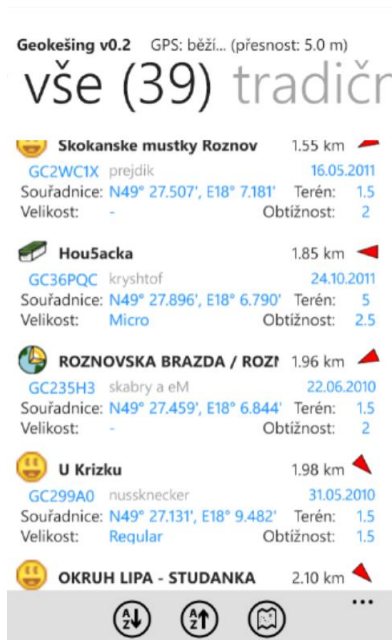 Geokešing v0.2 GPS: běží... (přesnost: 5.0 m)
vše (39) tradičn
Skokanske mustky Roznov 1.55 km
GC2WC1X prejdik 16.05.2011
Souřadnice: N49° 27.507', E18° 7.181' Terén: 1.5
Velikost: - Obtížnost: 2
Hou5acka 1.85 km
GC36PQC kryshtof 24.10.2011
Souřadnice: N49° 27.896', E18° 6.790' Terén: 5
Velikost: Micro Obtížnost: 2.5
ROZNOVSKA BRAZDA / ROZN 1.96 km
GC235H3 skabry a eM 22.06.2010
Souřadnice: N49° 27.459', E18° 6.844' Terén: 1.5
Velikost: - Obtížnost: 2
U Krizku 1.98 km
GC299A0 nussknecker 31.05.2010
Souřadnice: N49° 27.131', E18° 9.482' Terén: 1.5
Velikost: Regular Obtížnost: 1.5
OKRUH LIPA - STUDANKA 2.10 km
A Z A Z